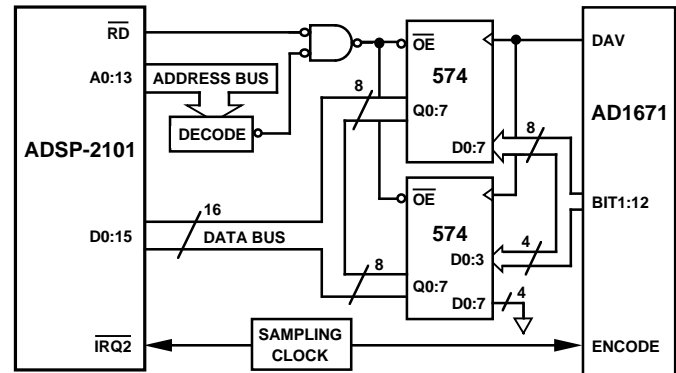 RD
OE
DAV
A0:13
ADDRESS BUS
574
8
AD1671
DECODE
Q0:7
8
ADSP-2101
D0:7
16
BIT1:12
OE
D0:15
DATA BUS
574
4
D0:3
8
Q0:7
D0:7
4
SAMPLING
CLOCK
IRQ2
ENCODE